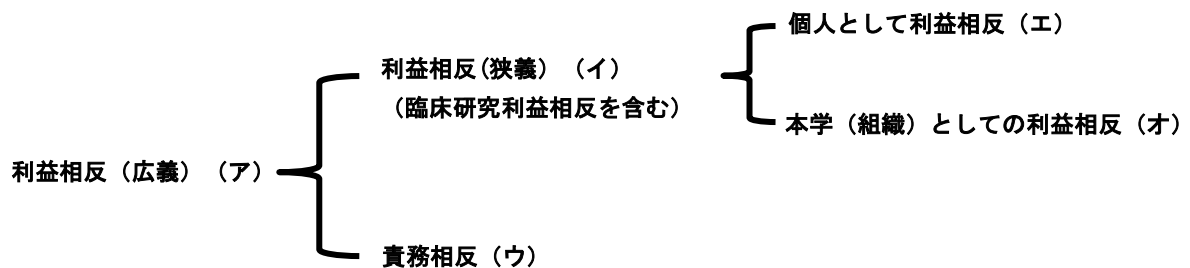 個人として利益相反（エ）
利益相反(狭義）（イ）
（臨床研究利益相反を含む）
本学（組織）としての利益相反（オ）
利益相反（広義）（ア）
責務相反（ウ）